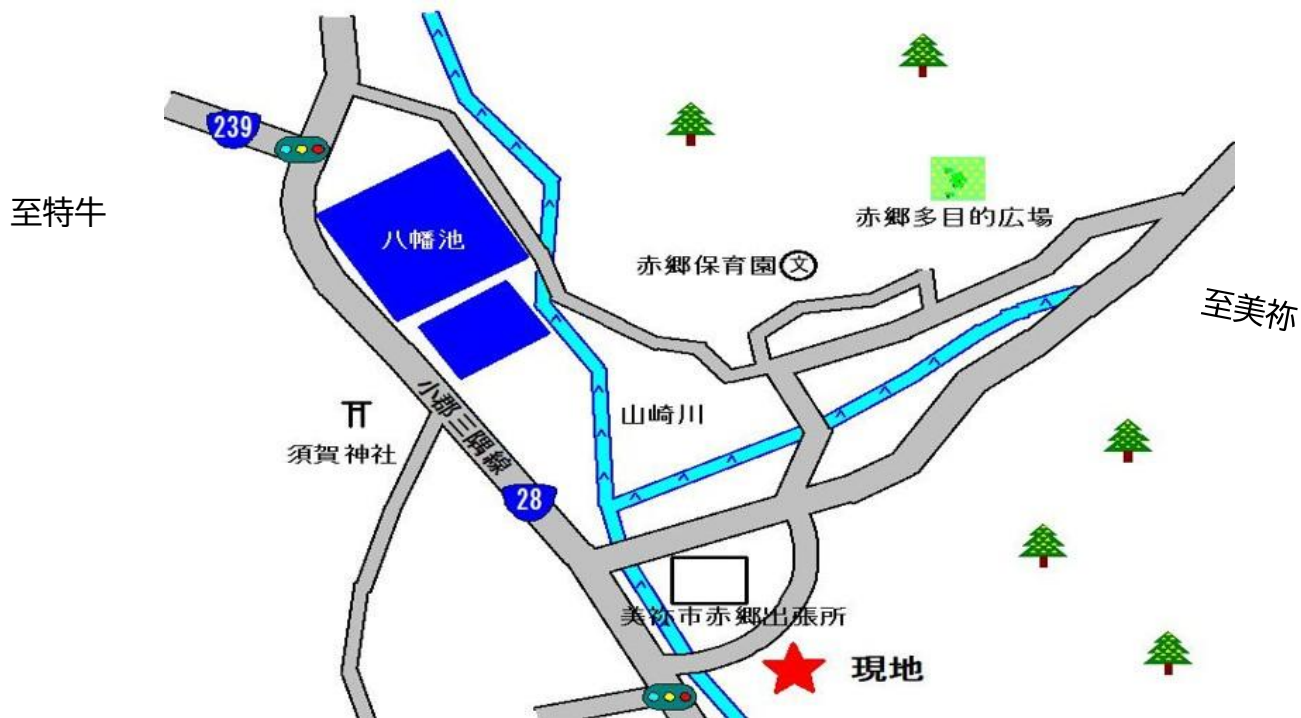 239
至特牛
八幡池
赤郷多目的広場
赤郷保育園
文
至美祢
小郡三隅線
山崎川
須賀神社
28
美祢市赤郷出張所
現地